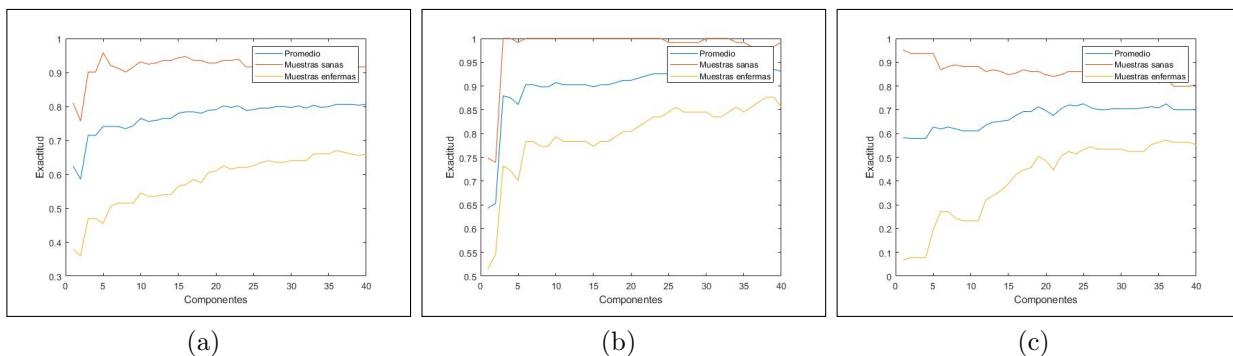 1
0.9
0.8
0.7
0.6
0.5
0.4
0.3
Exactitud
0 5 10 15 20 25 30 35 40
Componentes
Promedio
Muestras sanas
Muestras enfermas
(a)
1
0.95
0.9
0.85
0.8
0.75
0.7
0.65
0.6
0.55
0.5
Exactitud
0 5 10 15 20 25 30 35 40
Componentes
Promedio
Muestras sanas
Muestras enfermas
(b)
1
0.9
0.8
0.7
0.6
0.5
0.4
0.3
0.2
0.1
0
Exactitud
0 5 10 15 20 25 30 35 40
Componentes
Promedio
Muestras sanas
Muestras enfermas
(c)